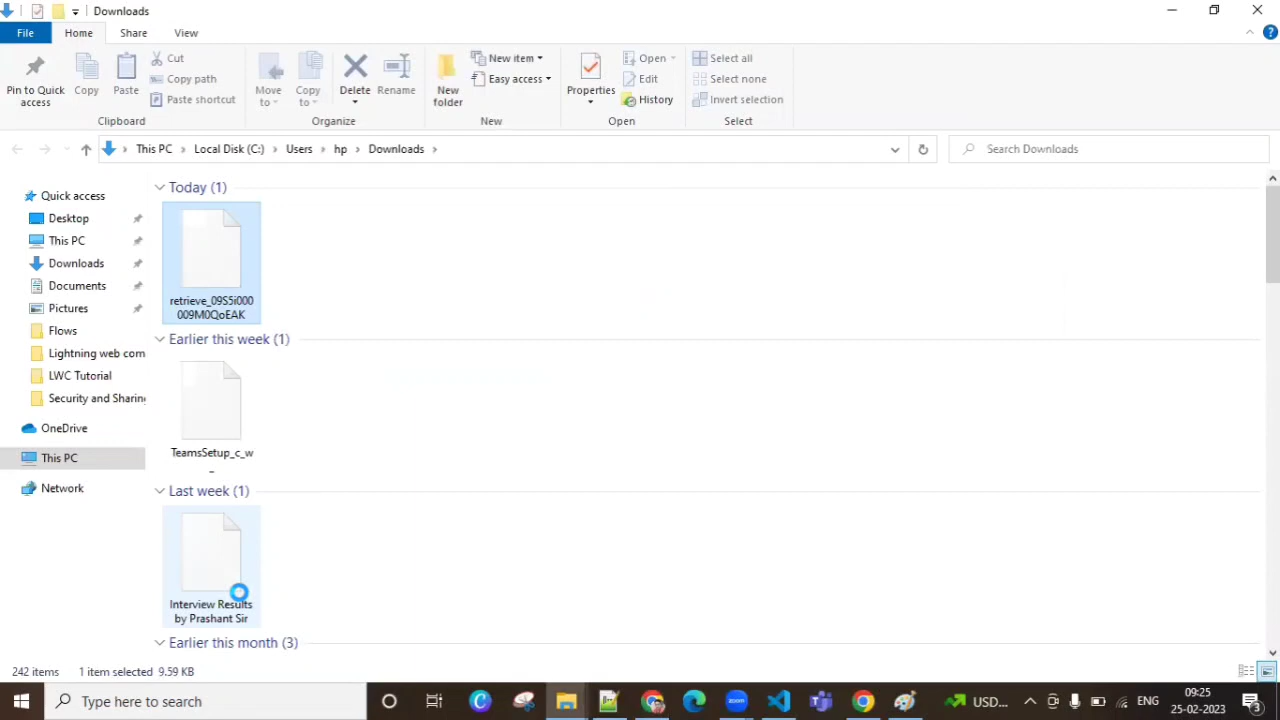 Downloads
File Home Share View
Pin to Quick access
Copy
Paste
Cut
Copy path
Paste shortcut
Move to
Copy to
Delete
Rename
New folder
New item
Easy access
Properties
Open
Edit
History
Select all
Select none
Invert selection
Clipboard Organize New Open Select
This PC Local Disk (C:) Users hp Downloads
Search Downloads
Quick access
Desktop
This PC
Downloads
Documents
Pictures
Flows
Lightning web com
LWC Tutorial
Security and Sharing
OneDrive
This PC
Network
Today (1)
retrieve_09S5i000
009M0QoEAK
Earlier this week (1)
TeamsSetup_c_w_
Last week (1)
Interview Results
by Prashant Sir
Earlier this month (3)
242 items 1 item selected 9.59 KB
Type here to search
zoom
USD...
ENG
09:25
25-02-2023
3